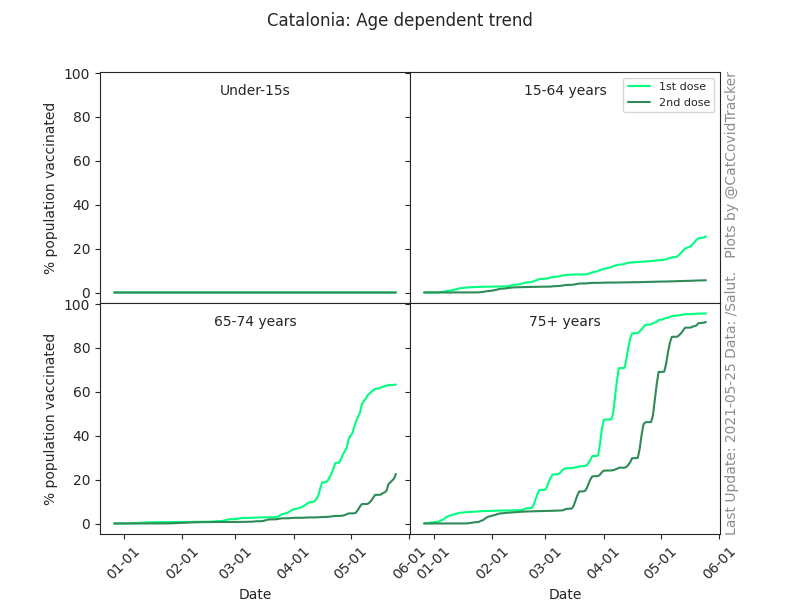 Catalonia: Age dependent trend
100
80
60
40
20
0
% population vaccinated
Under-15s
15-64 years
1st dose
2nd dose
100
80
60
40
20
0
% population vaccinated
65-74 years
75+ years
01-01
02-01
03-01
04-01
05-01
06-01
01-01
02-01
03-01
04-01
05-01
06-01
Date
Date
Last Update: 2021-05-25 Data: /Salut. Plots by @CatCovidTracker